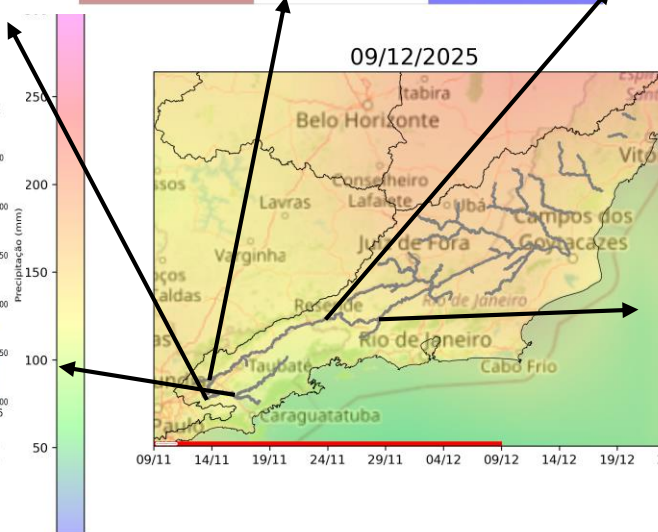 09/12/2025
Precipitação (mm)
250
200
150
100
50
Itabira
Belo Horizonte
Conselheiro
Lafaiete
Ubá
Lavras
Campos dos
Goytacazes
Juiz de Fora
Varginha
Caldas
Resende
Rio de Janeiro
Rio de Janeiro
Taubaté
Cabo Frio
Caraguatatuba
Paulo
09/11 14/11 19/11 24/11 29/11 04/12 09/12 14/12 19/12